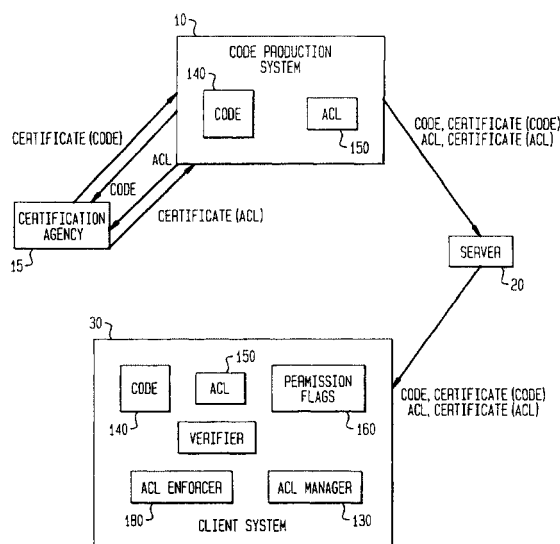 10
CODE PRODUCTION
SYSTEM
140
CODE
ACL
150
CERTIFICATE (CODE)
CODE
ACL
CERTIFICATE (ACL)
CERTIFICATION
AGENCY
15
CODE, CERTIFICATE (CODE)
ACL, CERTIFICATE (ACL)
SERVER
20
30
CODE
140
150
ACL
PERMISSION
FLAGS
160
VERIFIER
ACL ENFORCER
180
ACL MANAGER
130
CLIENT SYSTEM
CODE, CERTIFICATE (CODE)
ACL, CERTIFICATE (ACL)